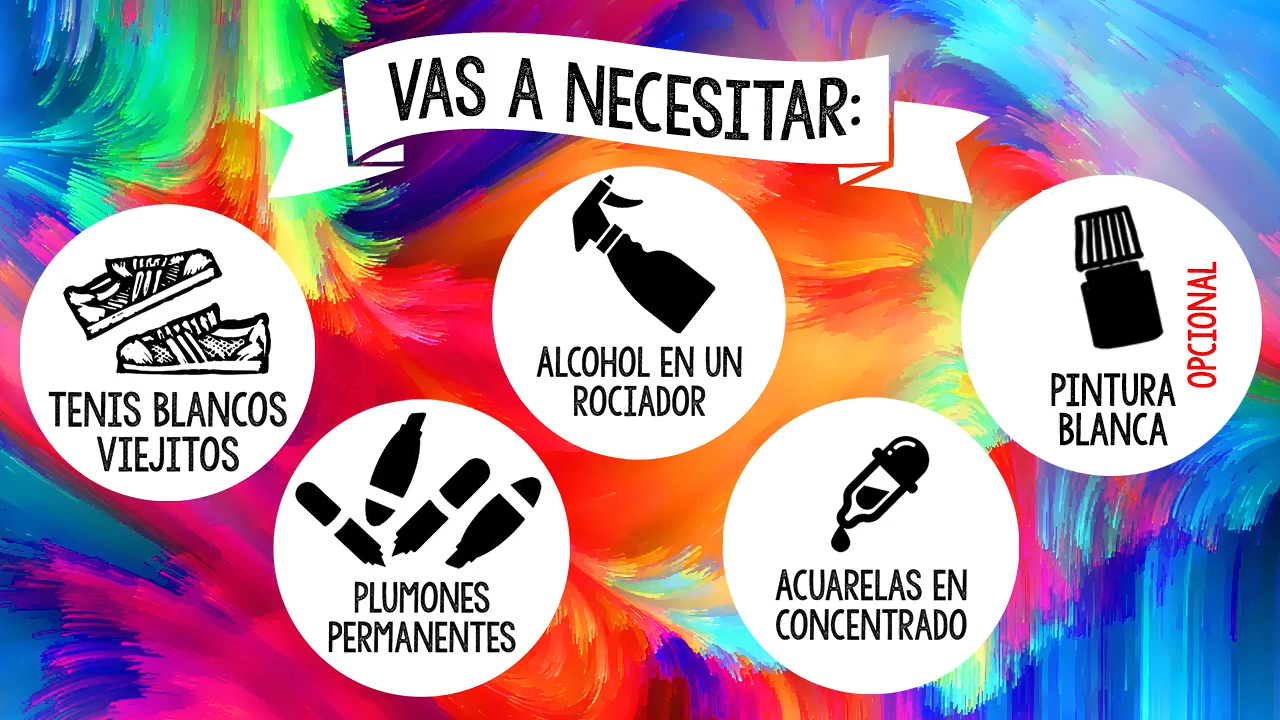 VAS A NECESITAR:
TENIS BLANCOS
VIEJITOS
PLUMONES
PERMANENTES
ALCOHOL EN UN
ROCIADOR
ACUARELAS EN
CONCENTRADO
PINTURA
BLANCA
OPCIONAL